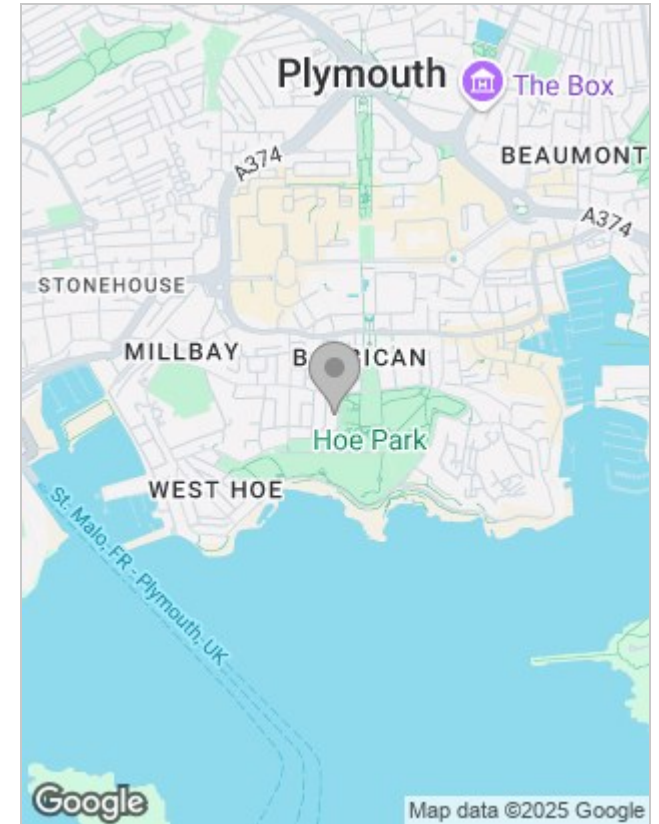 Plymouth
The Box
A374
BEAUMONT
A374
STONEHOUSE
MILLBAY
Hoe Park
WEST HOE
St. Malo, FR - Plymouth, UK
Google
Map data ©2025 Google